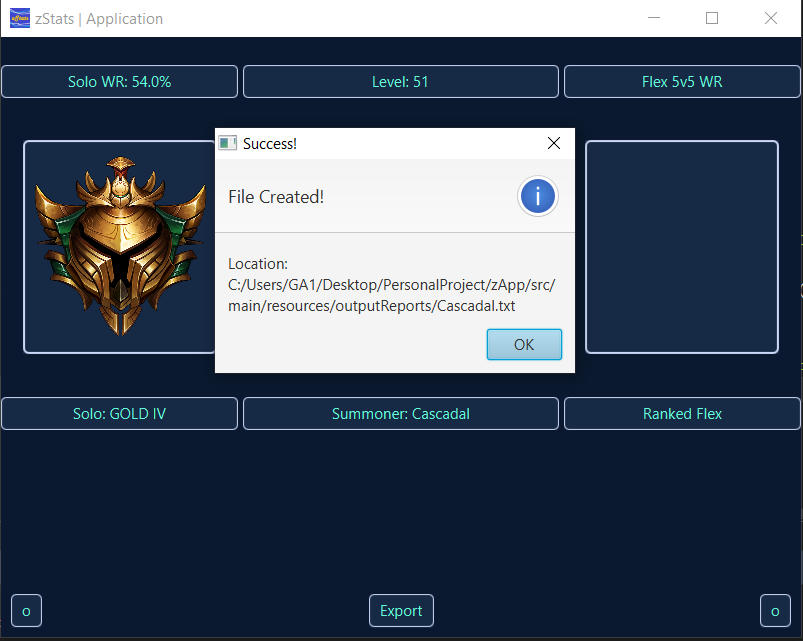 zStats
zStats | Application
Solo WR: 54.0%
Level: 51
Flex 5v5 WR
Success!
File Created!
i
Location:
C:/Users/GA1/Desktop/PersonalProject/zApp/src/
main/resources/outputReports/Cascadal.txt
OK
Solo: GOLD IV
Summoner: Cascadal
Ranked Flex
o
Export
o